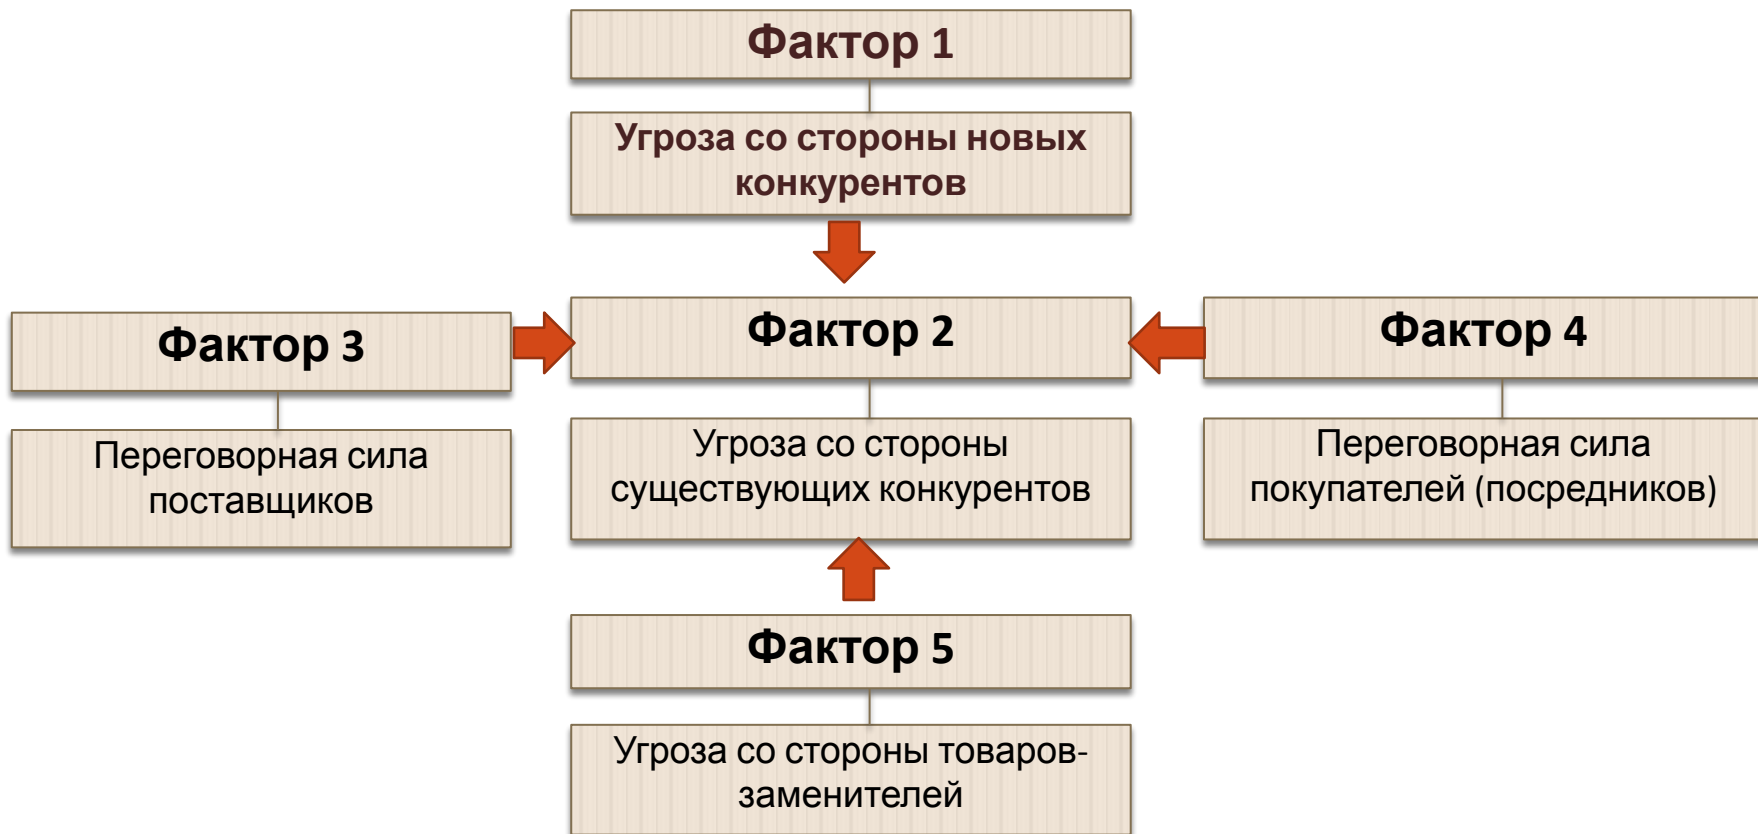 Фактор 1
Угроза со стороны новых
конкурентов
Фактор 3
Переговорная сила
поставщиков
Фактор 2
Угроза со стороны
существующих конкурентов
Фактор 4
Переговорная сила
покупателей (посредников)
Фактор 5
Угроза со стороны товаров-
заменителей